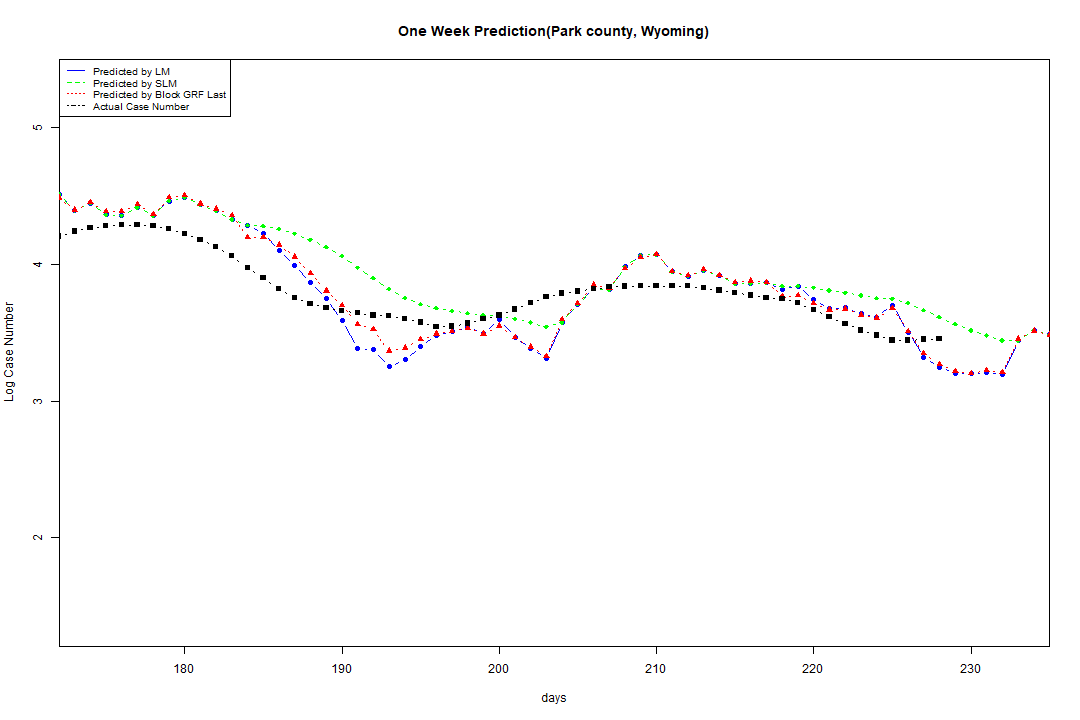 One Week Prediction(Park county, Wyoming)
Predicted by LM
Predicted by SLM
Predicted by Block GRF Last
Actual Case Number
5
4
3
2
Log Case Number
180 190 200 210 220 230
days